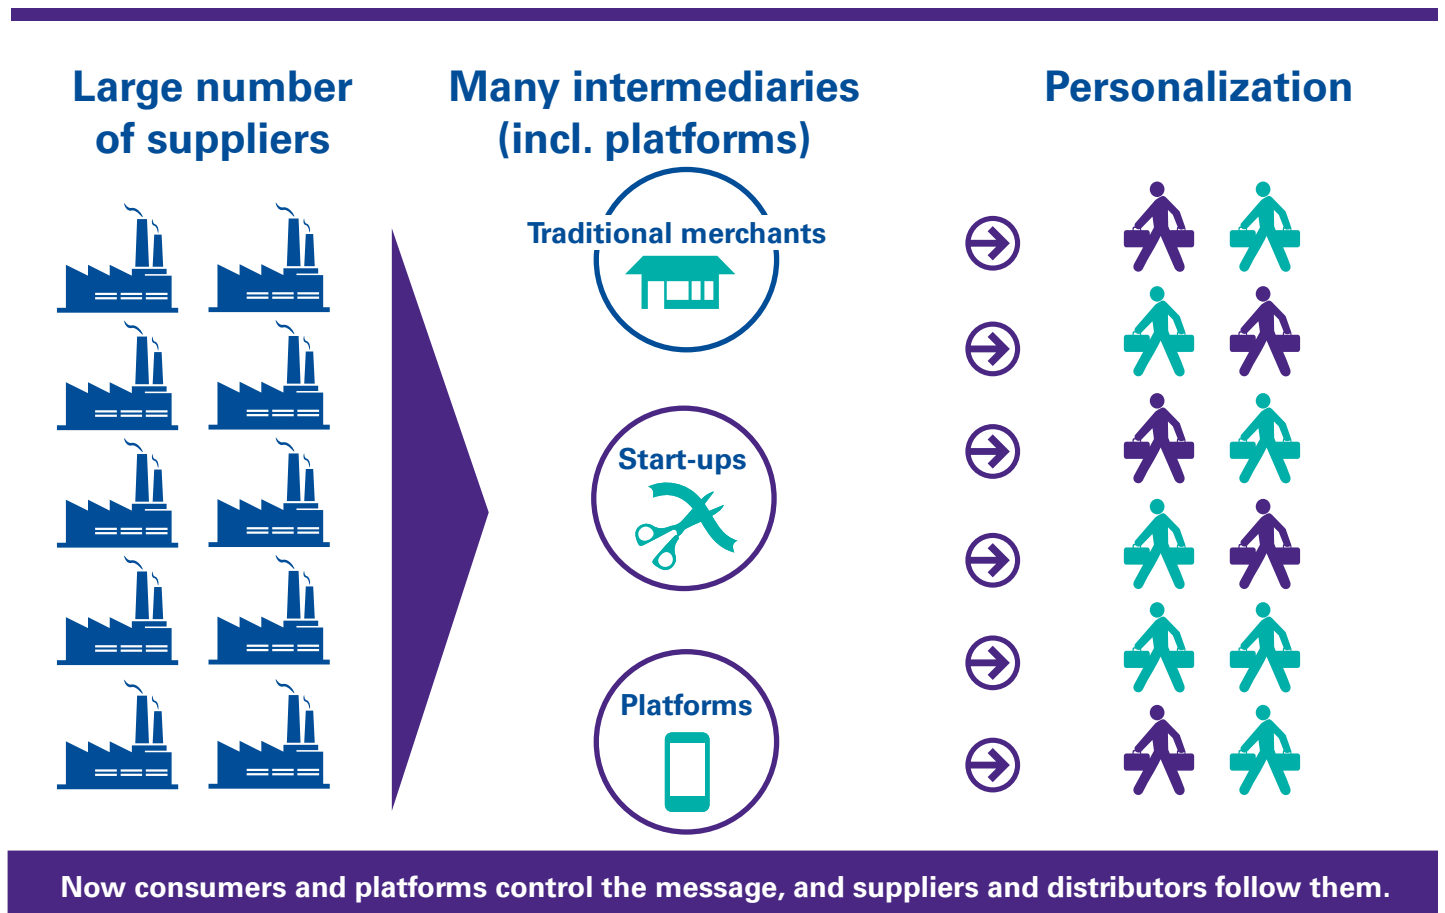 Large number
of suppliers
Many intermediaries
(incl. platforms)
Personalization
Traditional merchants
Start-ups
Platforms
Now consumers and platforms control the message, and suppliers and distributors follow them.